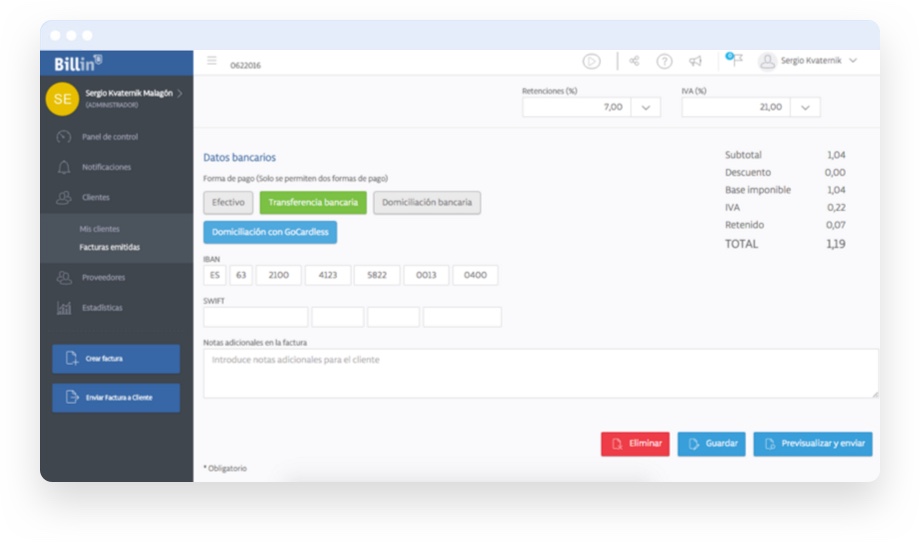 Billin
0622016
?
Sergio Kvaternik
SE
Sergio Kvaternik Malagón
(ADMINISTRADOR)
Panel de control
Notificaciones
Clientes
Mis clientes
Facturas emitidas
Proveedores
Estadísticas
Crear factura
Enviar Factura a Cliente
Retenciones (%) IVA (%)
7,00 21,00
Datos bancarios
Forma de pago (Solo se permiten dos formas de pago)
Efectivo Transferencia bancaria Domiciliación bancaria
Domiciliación con GoCardless
IBAN
ES 63 2100 4123 5822 0013 0400
SWIFT
Notas adicionales en la factura
Introduce notas adicionales para el cliente
Subtotal 1,04
Descuento 0,00
Base imponible 1,04
IVA 0,22
Retenido 0,07
TOTAL 1,19
Eliminar Guardar Previsualizar y enviar
* Obligatorio